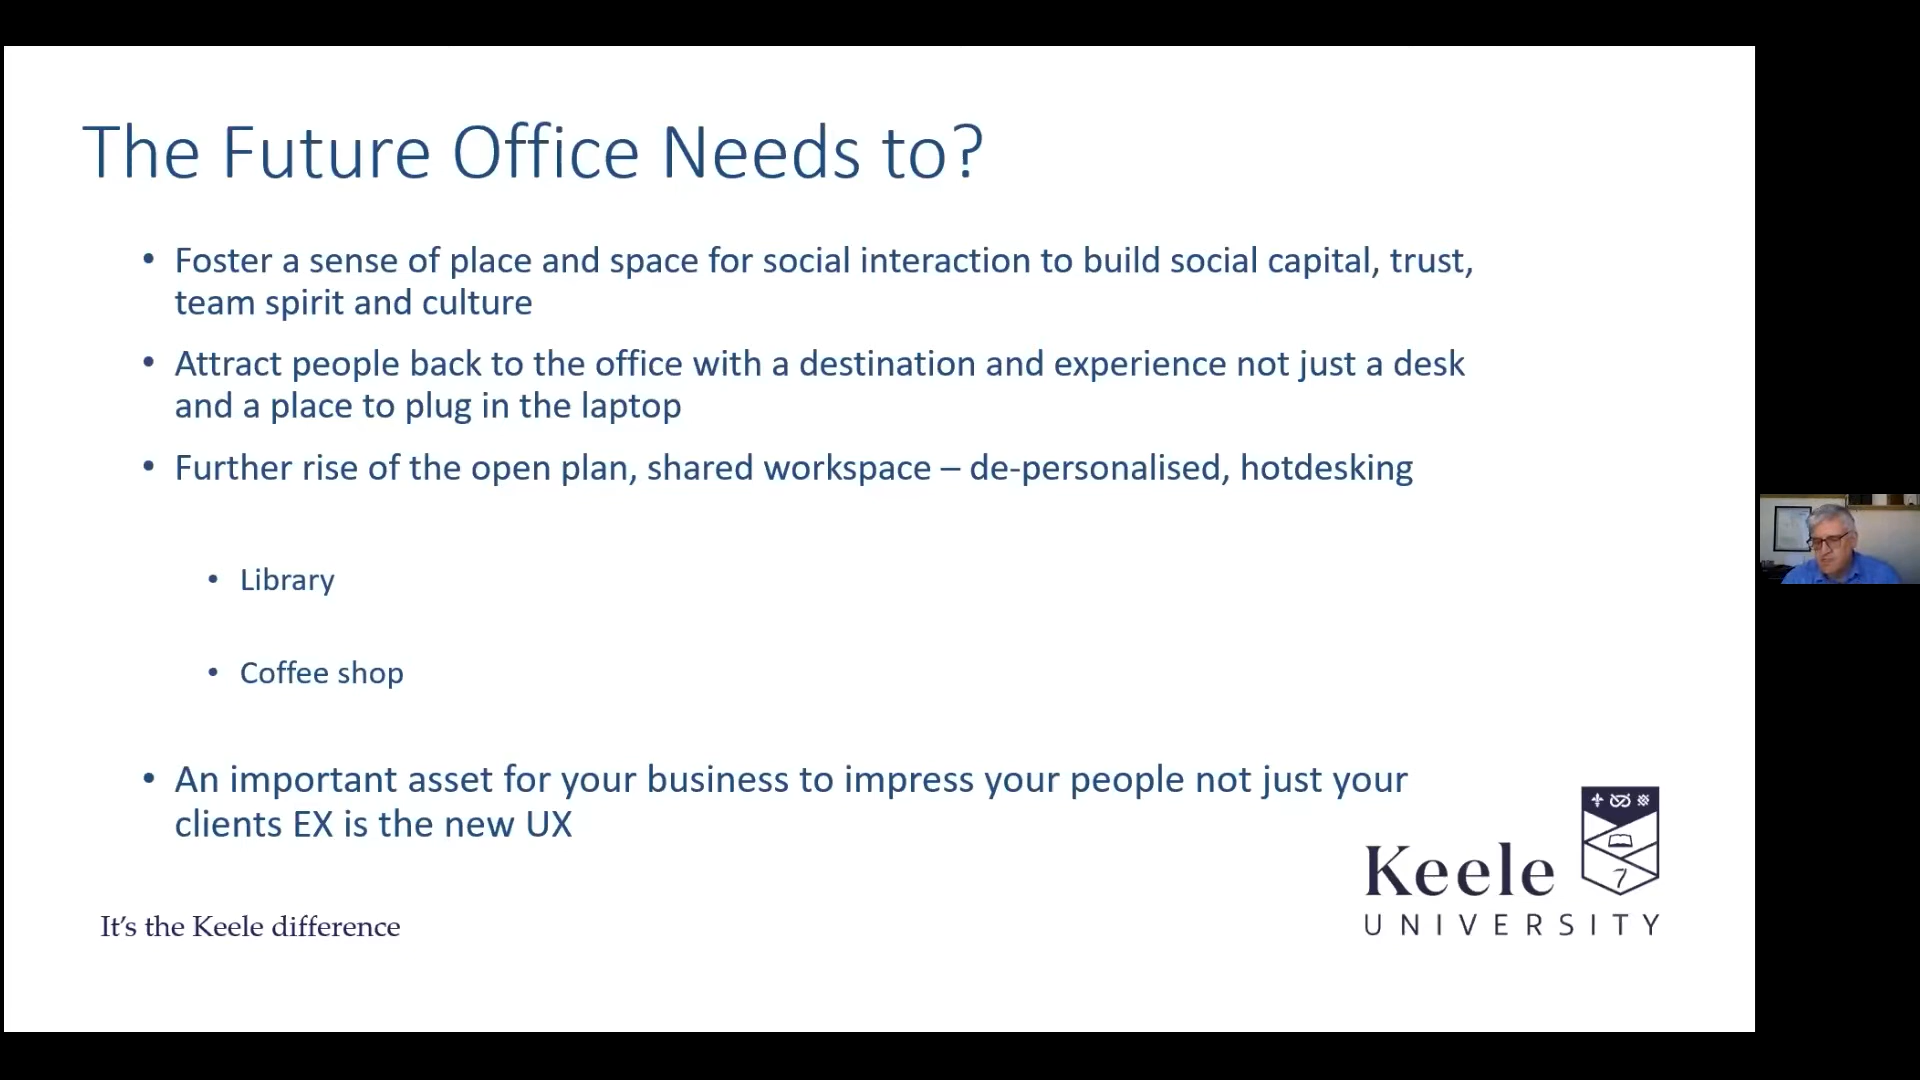 The Future Office Needs to?
• Foster a sense of place and space for social interaction to build social capital, trust,
team spirit and culture
• Attract people back to the office with a destination and experience not just a desk
and a place to plug in the laptop
• Further rise of the open plan, shared workspace – de-personalised, hotdesking
• Library
• Coffee shop
• An important asset for your business to impress your people not just your
clients EX is the new UX
Keele
UNIVERSITY
It's the Keele difference